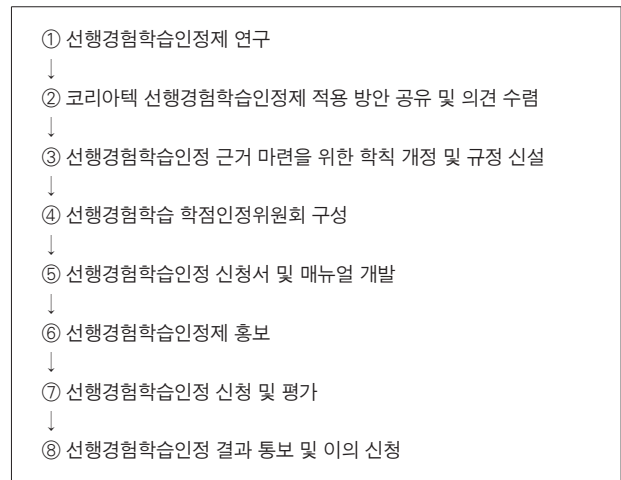 ① 선행경험학습인정제 연구
↓
② 코리아텍 선행경험학습인정제 적용 방안 공유 및 의견 수렴
↓
③ 선행경험학습인정 근거 마련을 위한 학칙 개정 및 규정 신설
↓
④ 선행경험학습 학점인정위원회 구성
↓
⑤ 선행경험학습인정 신청서 및 매뉴얼 개발
↓
⑥ 선행경험학습인정제 홍보
↓
⑦ 선행경험학습인정 신청 및 평가
↓
⑧ 선행경험학습인정 결과 통보 및 이의 신청